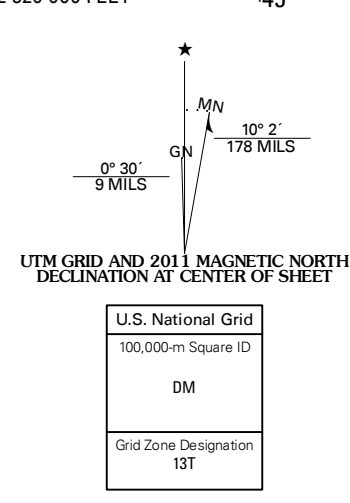 45
MN
GN
10° 2´
178 MILS
0° 30´
9 MILS
UTM GRID AND 2011 MAGNETIC NORTH
DECLINATION AT CENTER OF SHEET
U.S. National Grid
100,000-m Square ID
DM
Grid Zone Designation
13T